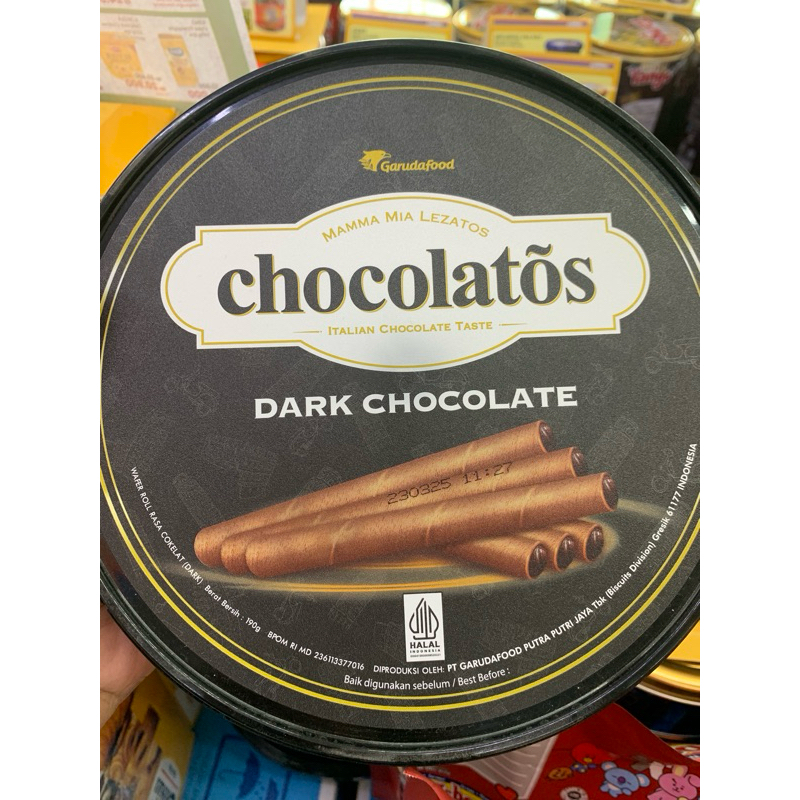 Garudafood
MAMMA MIA LEZATOS
chocolatõs
ITALIAN CHOCOLATE TASTE
DARK CHOCOLATE
230325 11:27
WAFER ROLL RASA COKELAT (DARK) Berat Bersih : 190g BPOM RI MD 236113377016 DIPRODUKSI OLEH: PT GARUDAFOOD PUTRA PUTRI JAYA Tbk (Biscuits Division) Gresik 61177 INDONESIA
HALAL
INDONESIA
Baik digunakan sebelum / Best Before :